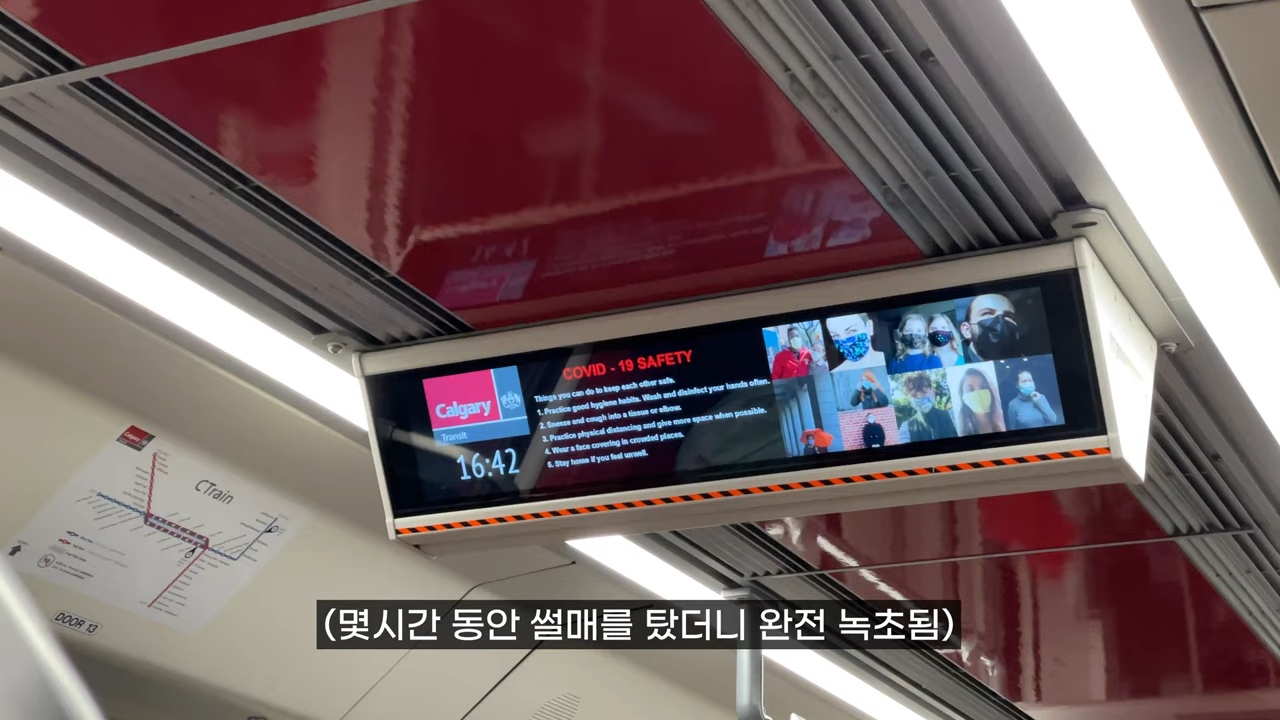 COVID - 19 SAFETY
Things you can do to keep each other safe.
1. Practice good hygiene habits. Wash and disinfect your hands often.
2. Sneeze and cough into a tissue or elbow.
3. Practice physical distancing and give more space when possible.
4. Wear a face covering in crowded places.
5. Stay home if you feel unwell.
Calgary
Transit
16:42
CTrain
DOOR 13
(몇시간 동안 썰매를 탔더니 완전 녹초됨)